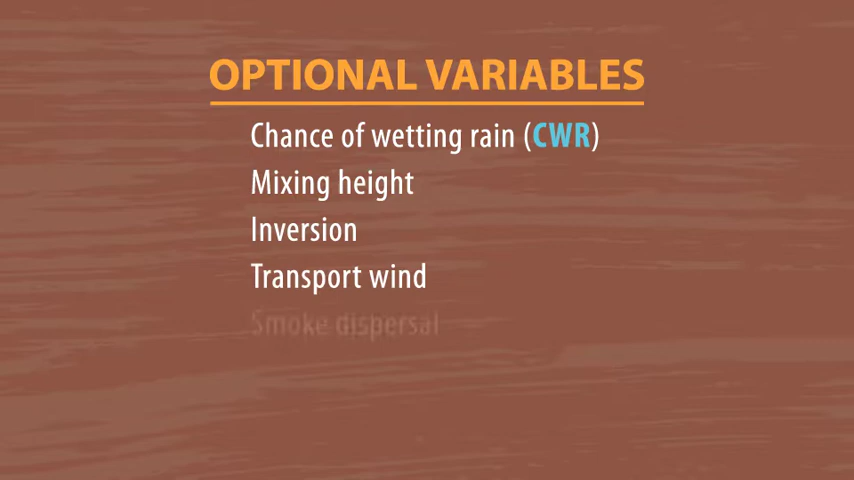 OPTIONAL VARIABLES
Chance of wetting rain (CWR)
Mixing height
Inversion
Transport wind
Smoke dispersal